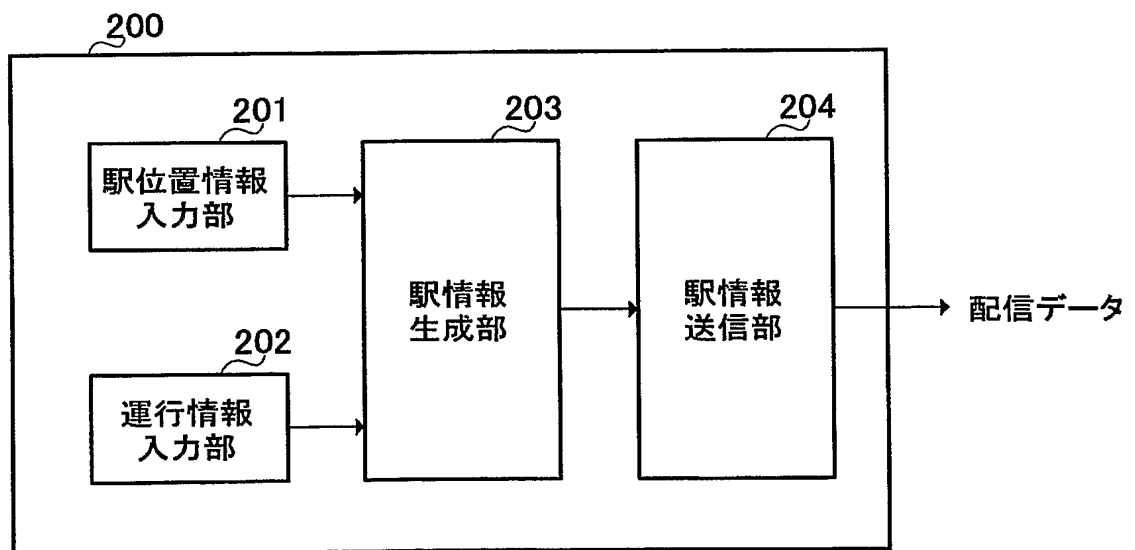 200
201
駅位置情報
入力部
202
運行情報
入力部
203
駅情報
生成部
204
駅情報
送信部
配信データ